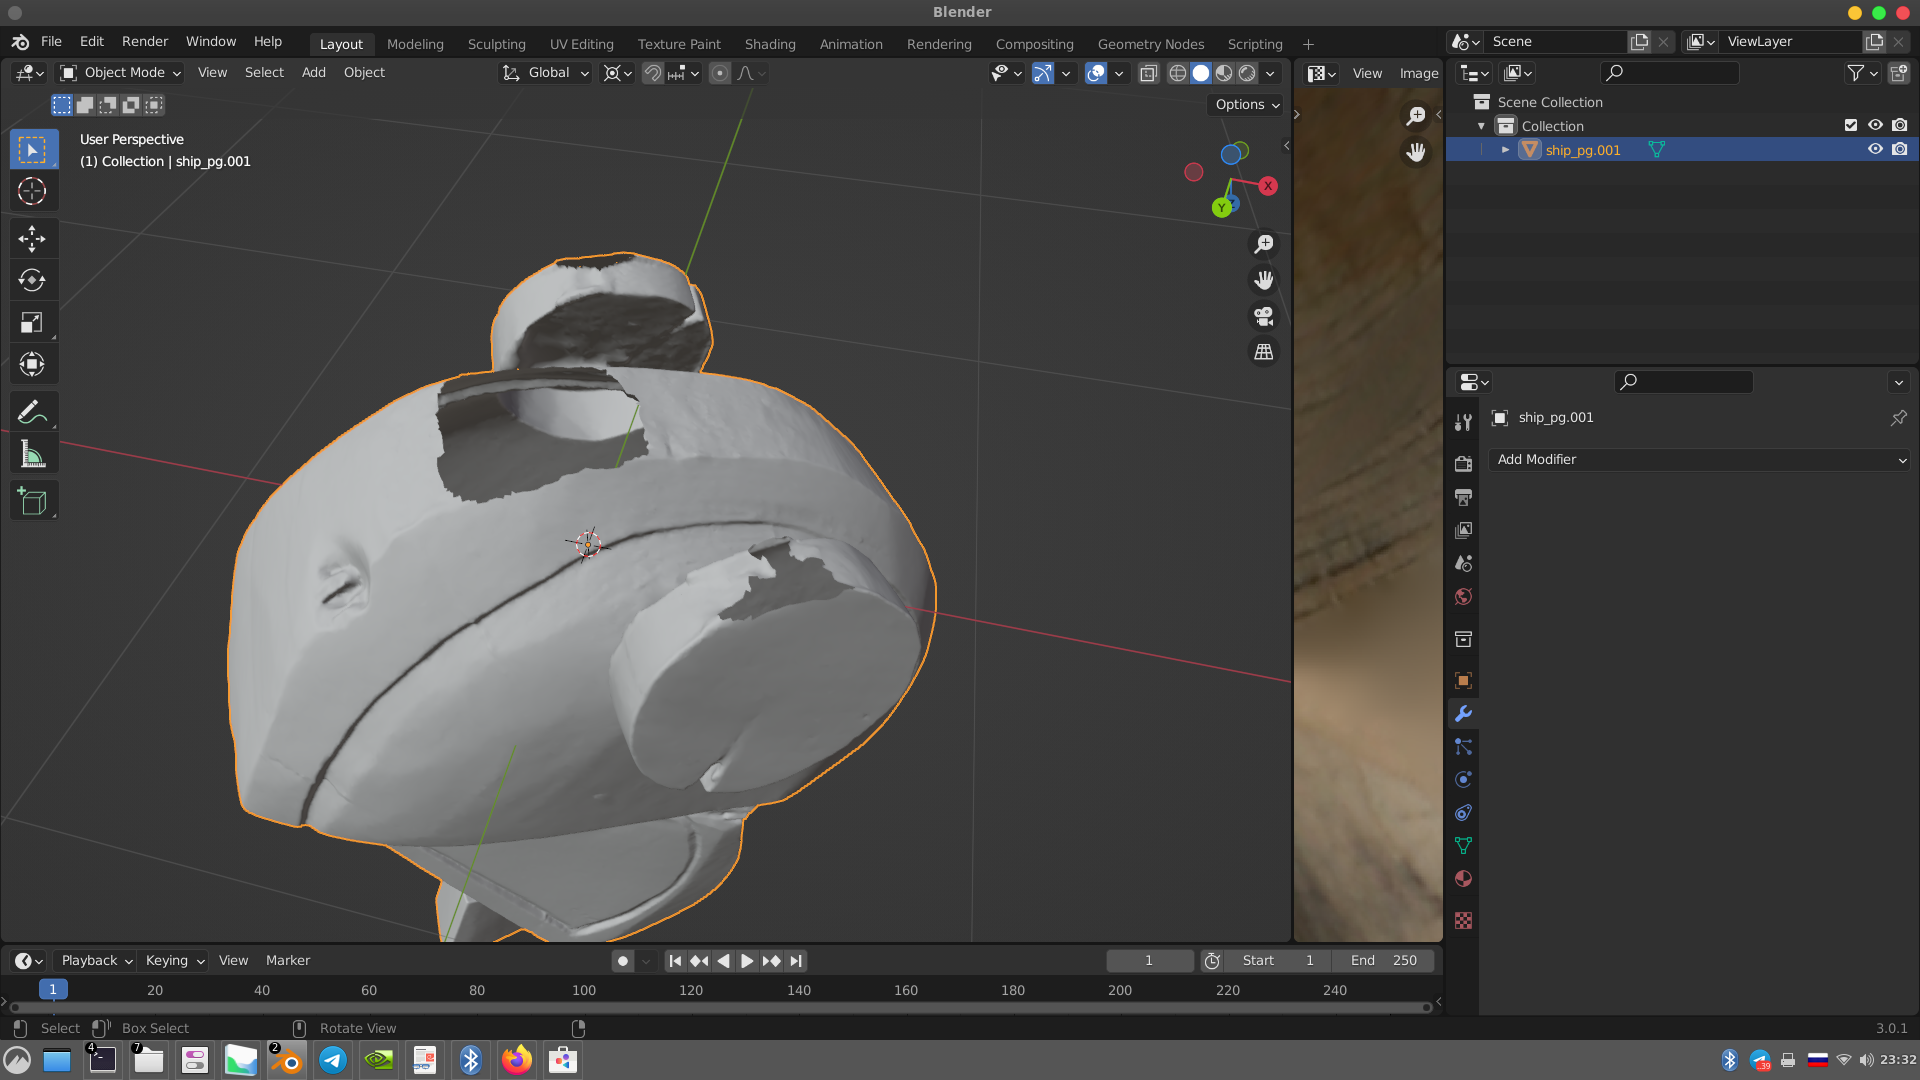 Blender
File Edit Render Window Help
Layout Modeling Sculpting UV Editing Texture Paint Shading Animation Rendering Compositing Geometry Nodes Scripting +
Scene
ViewLayer
Object Mode View Select Add Object
Global
View Image
Options
User Perspective
(1) Collection | ship_pg.001
X
Y
Z
Scene Collection
Collection
ship_pg.001
ship_pg.001
Add Modifier
Playback Keying View Marker
1
Start 1
End 250
1 20 40 60 80 100 120 140 160 180 200 220 240
Select Box Select Rotate View
3.0.1
4 7 2
39
23:32